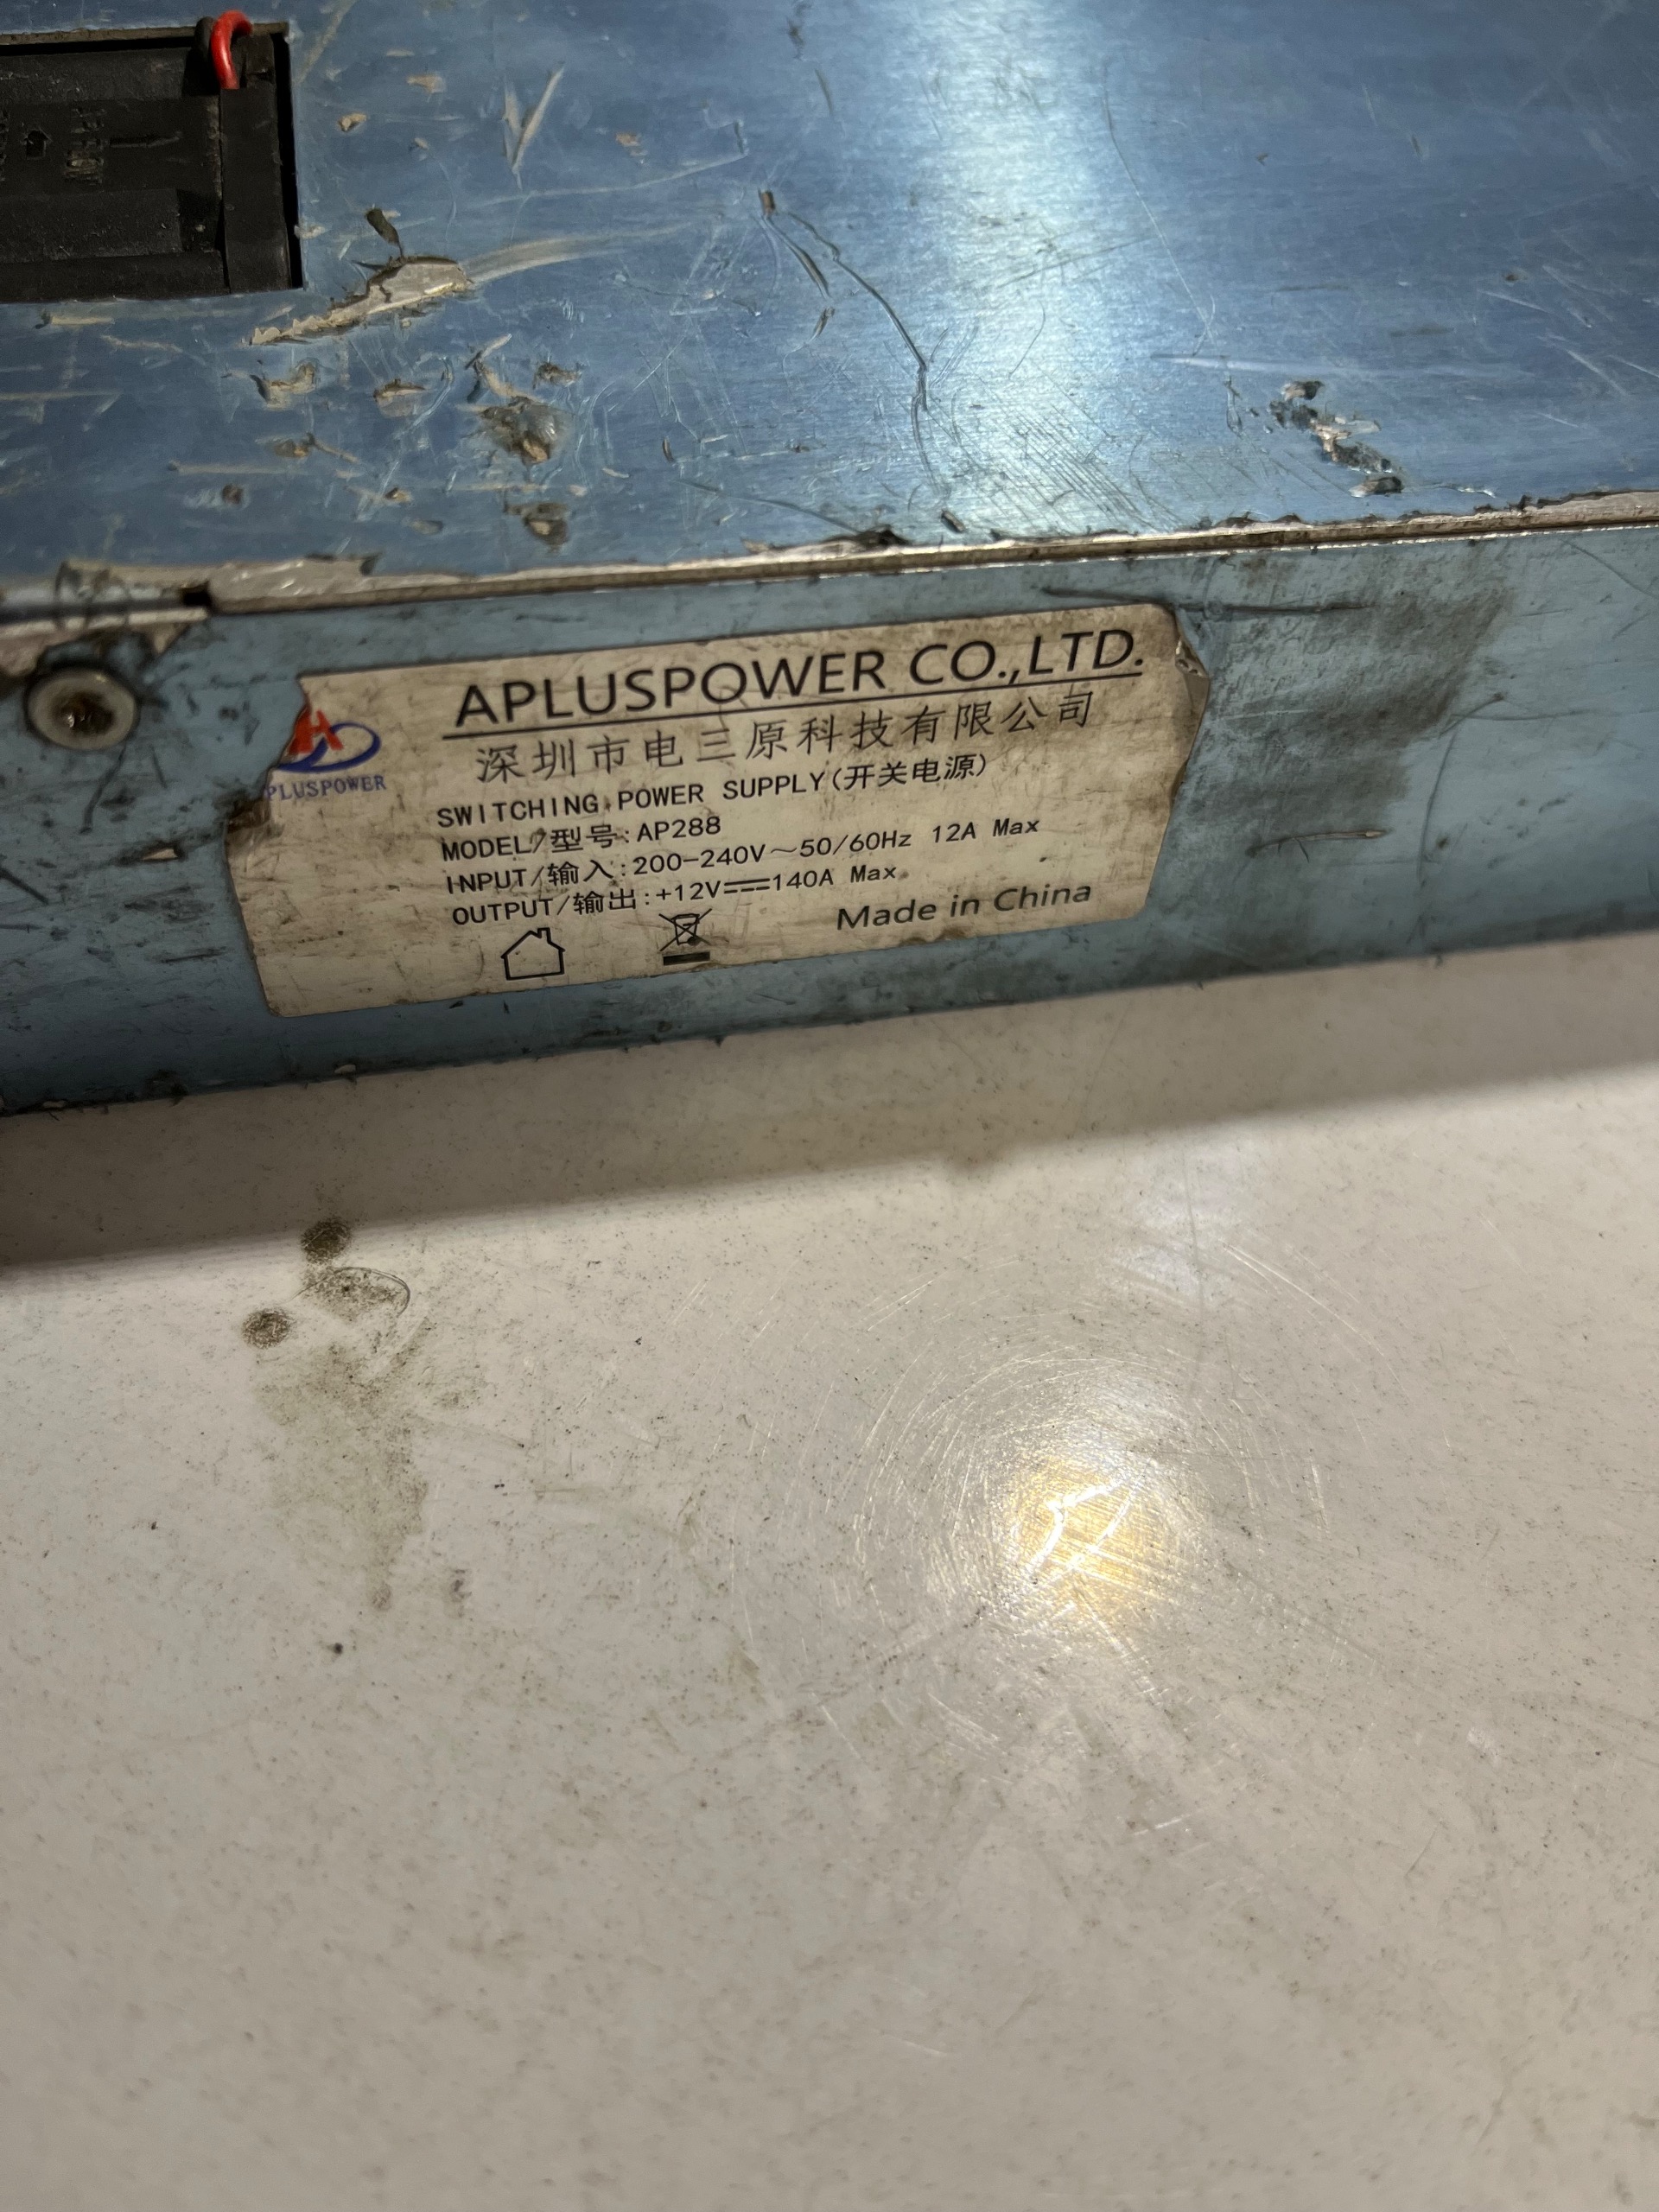 APLUSPOWER CO.,LTD.
深圳市电三原科技有限公司
PLUSPOWER
SWITCHING POWER SUPPLY(开关电源)
MODEL/型号:AP288
INPUT/输入:200-240V～50/60Hz 12A Max
OUTPUT/输出:+12V⎓140A Max
Made in China